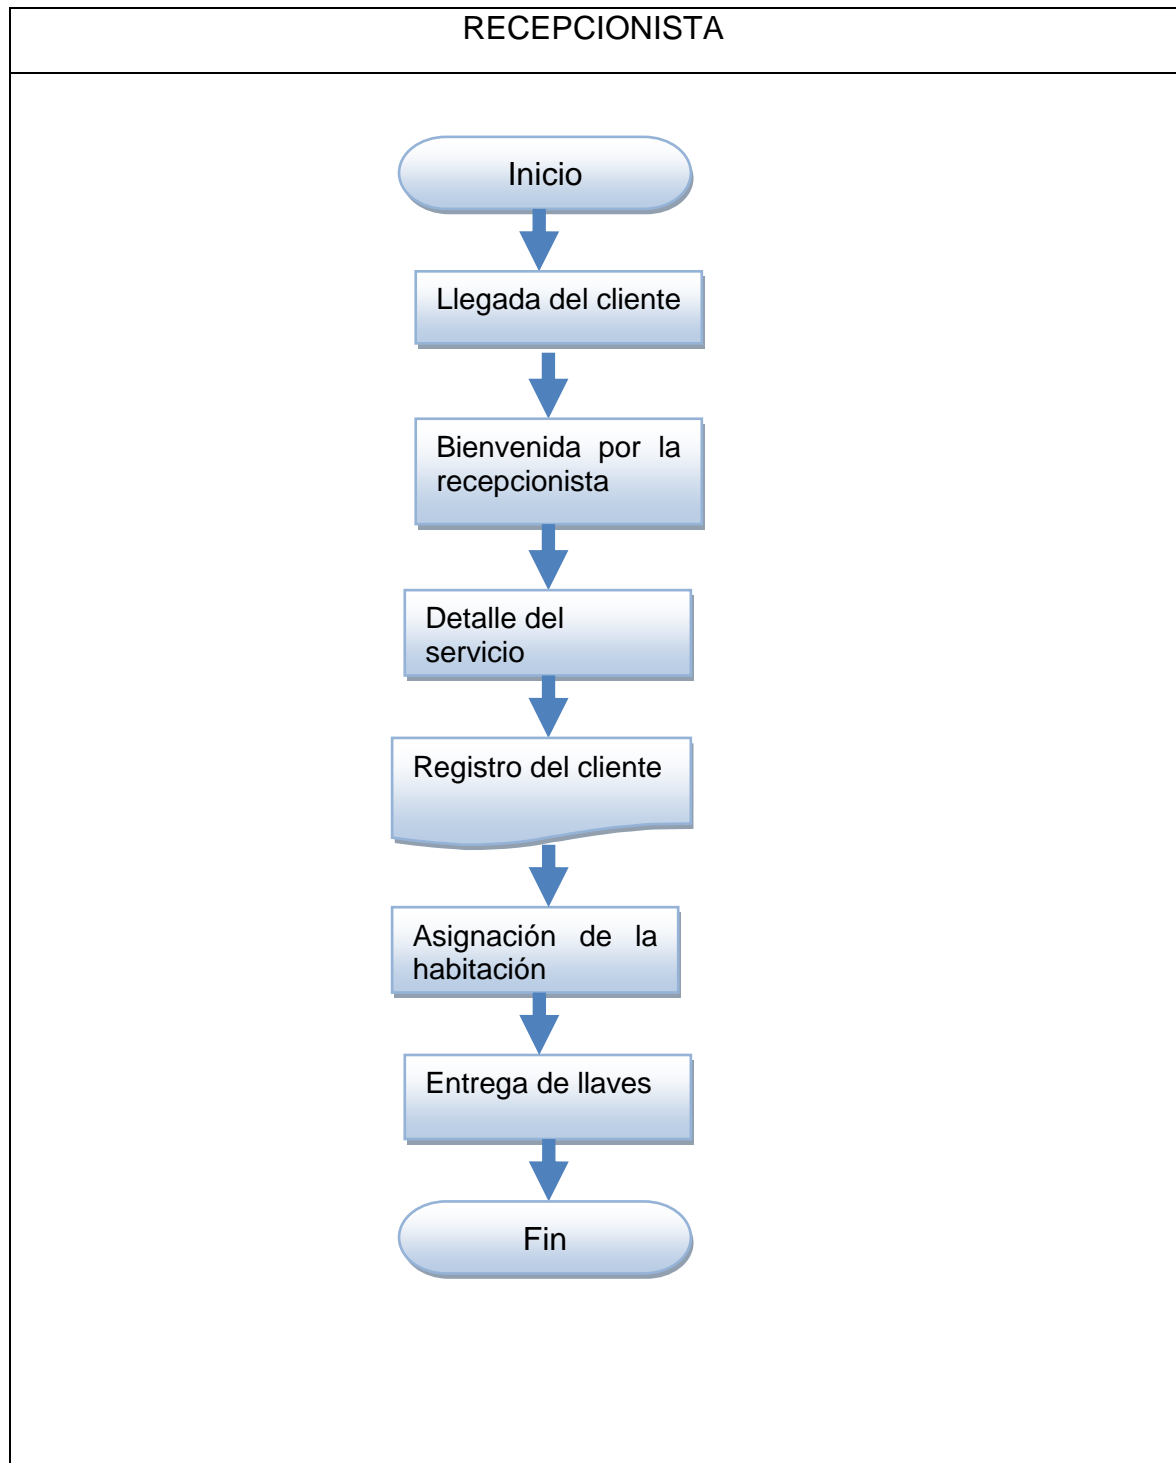 RECEPCIONISTA
Inicio
Llegada del cliente
Bienvenida por la
recepcionista
Detalle del
servicio
Registro del cliente
Asignación de la
habitación
Entrega de llaves
Fin